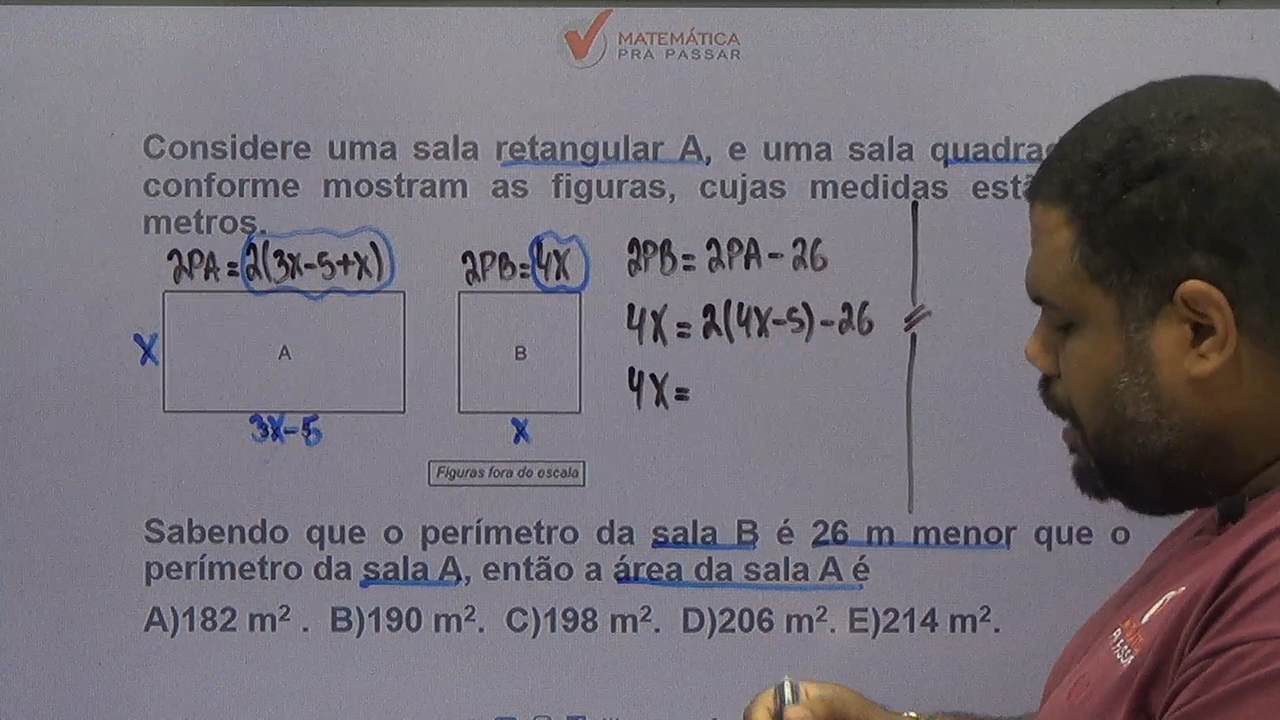 MATEMÁTICA
PRA PASSAR
Considere uma sala retangular A, e uma sala
conforme mostram as figuras, cujas medidas
metros.
2PA = 2(3X-5+X)
2PB = 4X
2PB = 2PA - 26
4X = 2(4X-5) - 26
4X =
X
A
3X-5
B
X
Figuras fora de escala
Sabendo que o perímetro da sala B é 26 m menor que o
perímetro da sala A, então a área da sala A é
A)182 m². B)190 m². C)198 m². D)206 m². E)214 m².